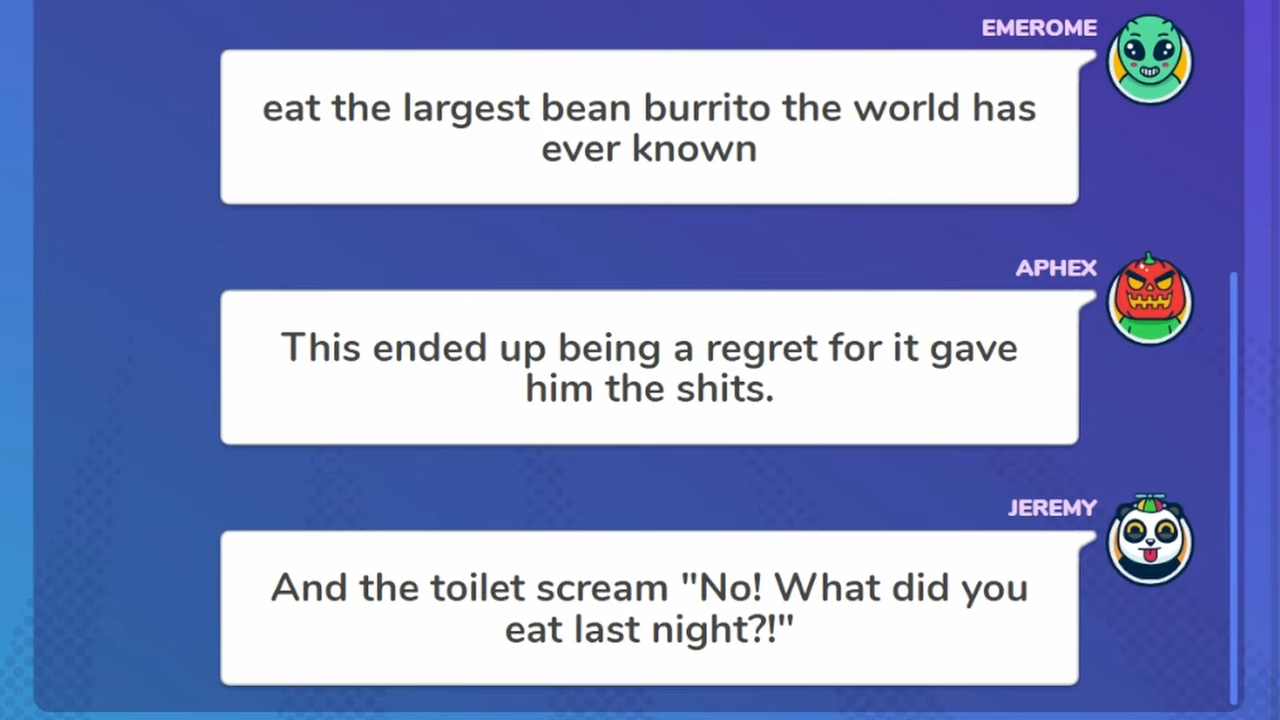 EMEROME
eat the largest bean burrito the world has
ever known
APHEX
This ended up being a regret for it gave
him the shits.
JEREMY
And the toilet scream "No! What did you
eat last night?!"